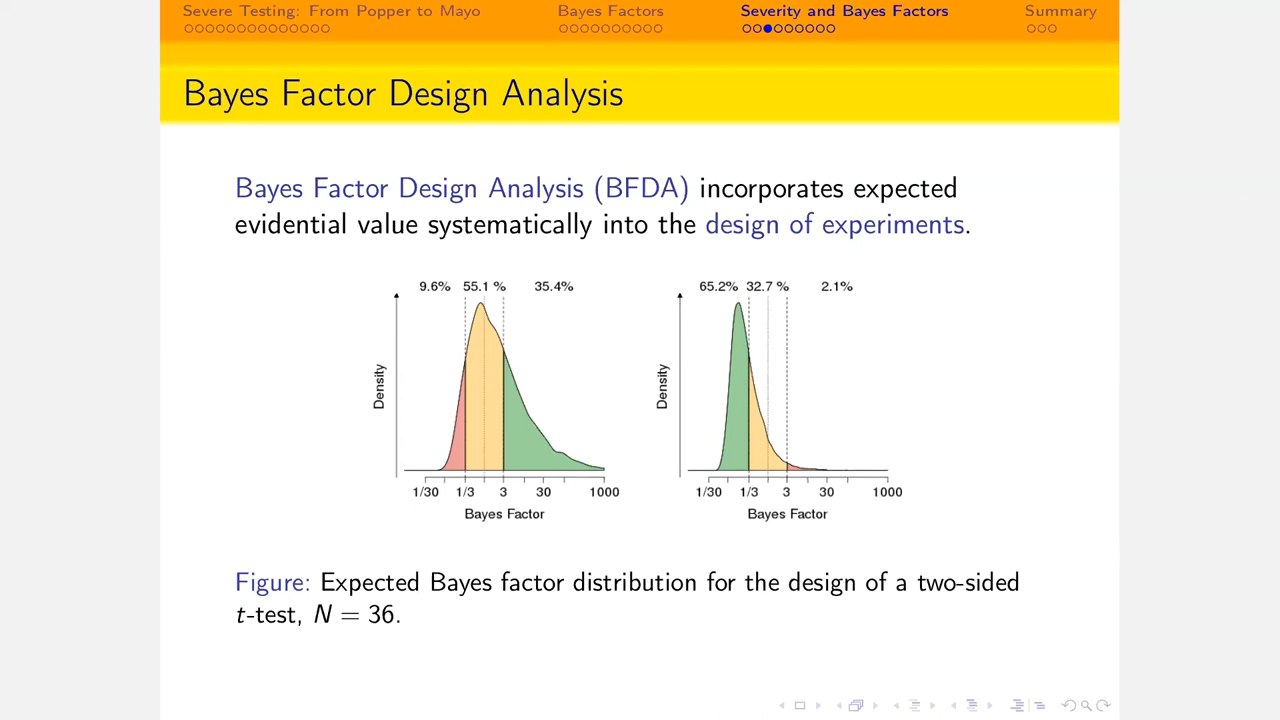 Severe Testing: From Popper to Mayo
Bayes Factors
Severity and Bayes Factors
Summary
Bayes Factor Design Analysis
Bayes Factor Design Analysis (BFDA) incorporates expected
evidential value systematically into the design of experiments.
9.6% 55.1 % 35.4%
Density
1/30 1/3 3 30 1000
Bayes Factor
65.2% 32.7 % 2.1%
Density
1/30 1/3 3 30 1000
Bayes Factor
Figure: Expected Bayes factor distribution for the design of a two-sided
t-test, N = 36.